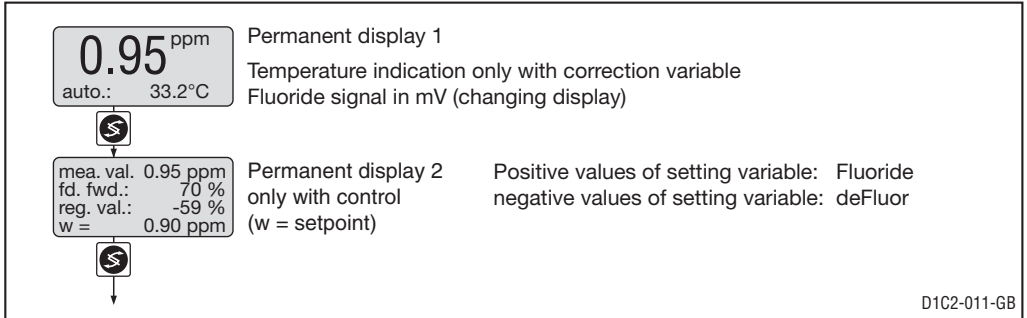 0.95 ppm
auto.: 33.2°C
Permanent display 1
Temperature indication only with correction variable
Fluoride signal in mV (changing display)
mea. val. 0.95 ppm
fd. fwd.: 70 %
reg. val.: -59 %
w = 0.90 ppm
Permanent display 2
only with control
(w = setpoint)
Positive values of setting variable: Fluoride
negative values of setting variable: deFluor
D1C2-011-GB